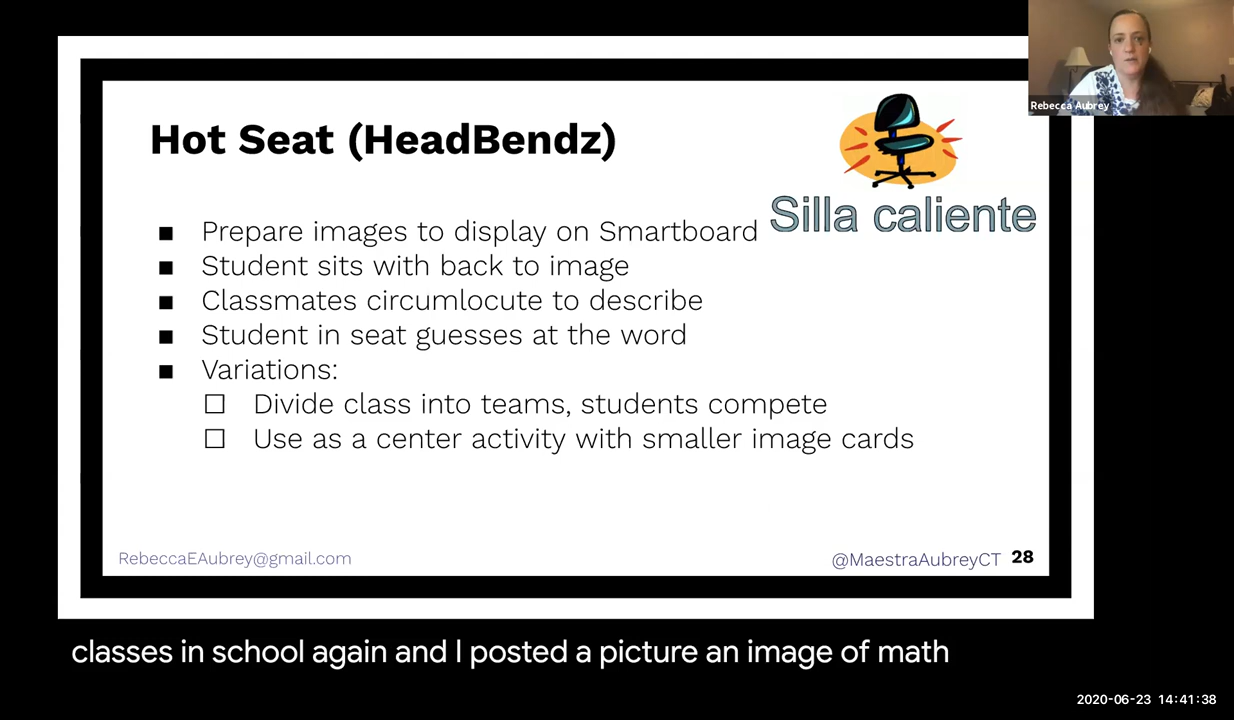 Rebecca Aubrey
Hot Seat (HeadBendz)
Silla caliente
■ Prepare images to display on Smartboard
■ Student sits with back to image
■ Classmates circumlocute to describe
■ Student in seat guesses at the word
■ Variations:
☐ Divide class into teams, students compete
☐ Use as a center activity with smaller image cards
RebeccaEAubrey@gmail.com
@MaestraAubreyCT 28
classes in school again and I posted a picture an image of math
2020-06-23 14:41:38